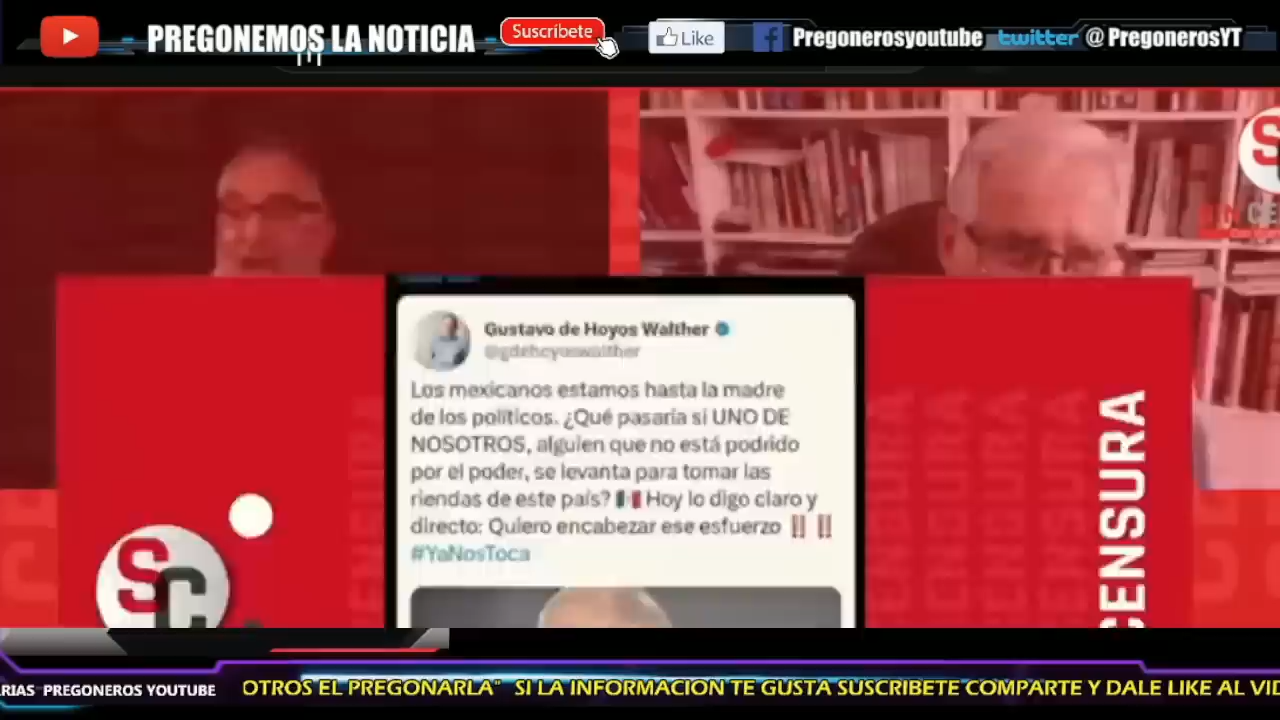 PREGONEMOS LA NOTICIA
Suscríbete
Like
Pregonerosyoutube
twitter @PregonerosYT
SC
Gustavo de Hoyos Walther
@gdehoyoswalther
Los mexicanos estamos hasta la madre
de los políticos. ¿Qué pasaría si UNO DE
NOSOTROS, alguien que no está podrido
por el poder, se levanta para tomar las
riendas de este país? 🇲🇽 Hoy lo digo claro y
directo: Quiero encabezar ese esfuerzo ‼️ ‼️
#YaNosToca
CENSURA
SC
ARIAS PREGONEROS YOUTUBE
OTROS EL PREGONARLA" SI LA INFORMACION TE GUSTA SUSCRIBETE COMPARTE Y DALE LIKE AL VID